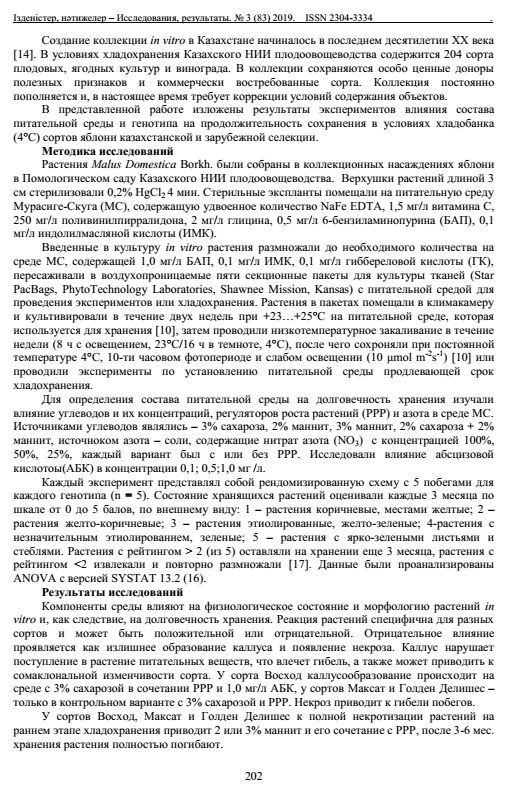 Ізденістер, нәтижелер – Исследования, результаты. № 3 (83) 2019. ISSN 2304-3334 .
Создание коллекции in vitro в Казахстане начиналось в последнем десятилетии XX века
[14]. В условиях хладохранения Казахского НИИ плодоовощеводства содержится 204 сорта
плодовых, ягодных культур и винограда. В коллекции сохраняются особо ценные доноры
полезных признаков и коммерчески востребованные сорта. Коллекция постоянно
пополняется и, в настоящее время требует коррекции условий содержания объектов.
В представленной работе изложены результаты экспериментов влияния состава
питательной среды и генотипа на продолжительность сохранения в условиях хладобанка
(4°С) сортов яблони казахстанской и зарубежной селекции.
Методика исследований
Растения Malus Domestica Borkh. были собраны в коллекционных насаждениях яблони
в Помологическом саду Казахского НИИ плодоовощеводства. Верхушки растений длиной 3
см стерилизовали 0,2% HgCl2 4 мин. Стерильные экспланты помещали на питательную среду
Мурасиге-Скуга (МС), содержащую удвоенное количество NaFe EDTA, 1,5 мг/л витамина С,
250 мг/л поливинилпирралидона, 2 мг/л глицина, 0,5 мг/л 6-бензиламинопурина (БАП), 0,1
мг/л индолилмасляной кислоты (ИМК).
Введенные в культуру in vitro растения размножали до необходимого количества на
среде МС, содержащей 1,0 мг/л БАП, 0,1 мг/л ИМК, 0,1 мг/л гибберелловой кислоты (ГК),
пересаживали в воздухопроницаемые пяти секционные пакеты для культуры тканей (Star
PacBags, PhytoTechnology Laboratories, Shawnee Mission, Kansas) с питательной средой для
проведения экспериментов или хладохранения. Растения в пакетах помещали в климакамеру
и культивировали в течение двух недель при +23…+25°С на питательной среде, которая
используется для хранения [10], затем проводили низкотемпературное закаливание в течение
недели (8 ч с освещением, 23°С/16 ч в темноте, 4°С), после чего сохроняли при постоянной
температуре 4°С, 10-ти часовом фотопериоде и слабом освещении (10 µmol m-2s-1) [10] или
проводили эксперименты по установлению питательной среды продлевающей срок
хладохранения.
Для определения состава питательной среды на долговечность хранения изучали
влияние углеводов и их концентраций, регуляторов роста растений (РРР) и азота в среде МС.
Источниками углеводов являлись – 3% сахароза, 2% маннит, 3% маннит, 2% сахароза + 2%
маннит, источноком азота – соли, содержащие нитрат азота (NO3) с концентрацией 100%,
50%, 25%, каждый вариант был с или без РРР. Исследовали влияние абсцизовой
кислотоы(АБК) в концентрации 0,1; 0,5;1,0 мг /л.
Каждый эксперимент представлял собой рендомизированную схему с 5 побегами для
каждого генотипа (n = 5). Состояние хранящихся растений оценивали каждые 3 месяца по
шкале от 0 до 5 балов, по внешнему виду: 1 – растения коричневые, местами желтые; 2 –
растения желто-коричневые; 3 – растения этиолированные, желто-зеленые; 4-растения с
незначительным этиолированием, зеленые; 5 – растения с ярко-зелеными листьями и
стеблями. Растения с рейтингом > 2 (из 5) оставляли на хранении еще 3 месяца, растения с
рейтингом <2 извлекали и повторно размножали [17]. Данные были проанализированы
ANOVA с версией SYSTAT 13.2 (16).
Результаты исследований
Компоненты среды влияют на физиологическое состояние и морфологию растений in
vitro и, как следствие, на долговечность хранения. Реакция растений специфична для разных
сортов и может быть положительной или отрицательной. Отрицательное влияние
проявляется как излишнее образование каллуса и появление некроза. Каллус нарушает
поступление в растение питательных веществ, что влечет гибель, а также может приводить к
сомаклональной изменчивости сорта. У сорта Восход каллусообразование происходит на
среде с 3% сахарозой в сочетании РРР и 1,0 мг/л АБК, у сортов Максат и Голден Делишес –
только в контрольном варианте с 3% сахарозой и РРР. Некроз приводит к гибели побегов.
У сортов Восход, Максат и Голден Делишес к полной некротизации растений на
раннем этапе хладохранения приводит 2 или 3% маннит и его сочетание с РРР, после 3-6 мес.
хранения растения полностью погибают.
202